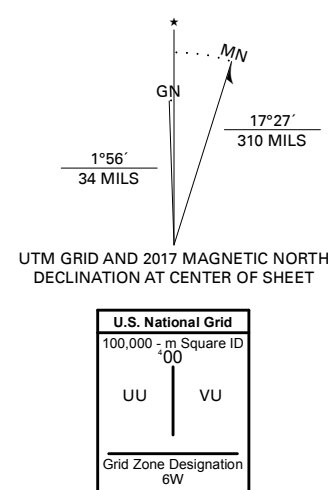 ★
MN
GN
17°27´
310 MILS
1°56´
34 MILS
UTM GRID AND 2017 MAGNETIC NORTH
DECLINATION AT CENTER OF SHEET
U.S. National Grid
100,000 - m Square ID
⁴00
UU VU
Grid Zone Designation
6W